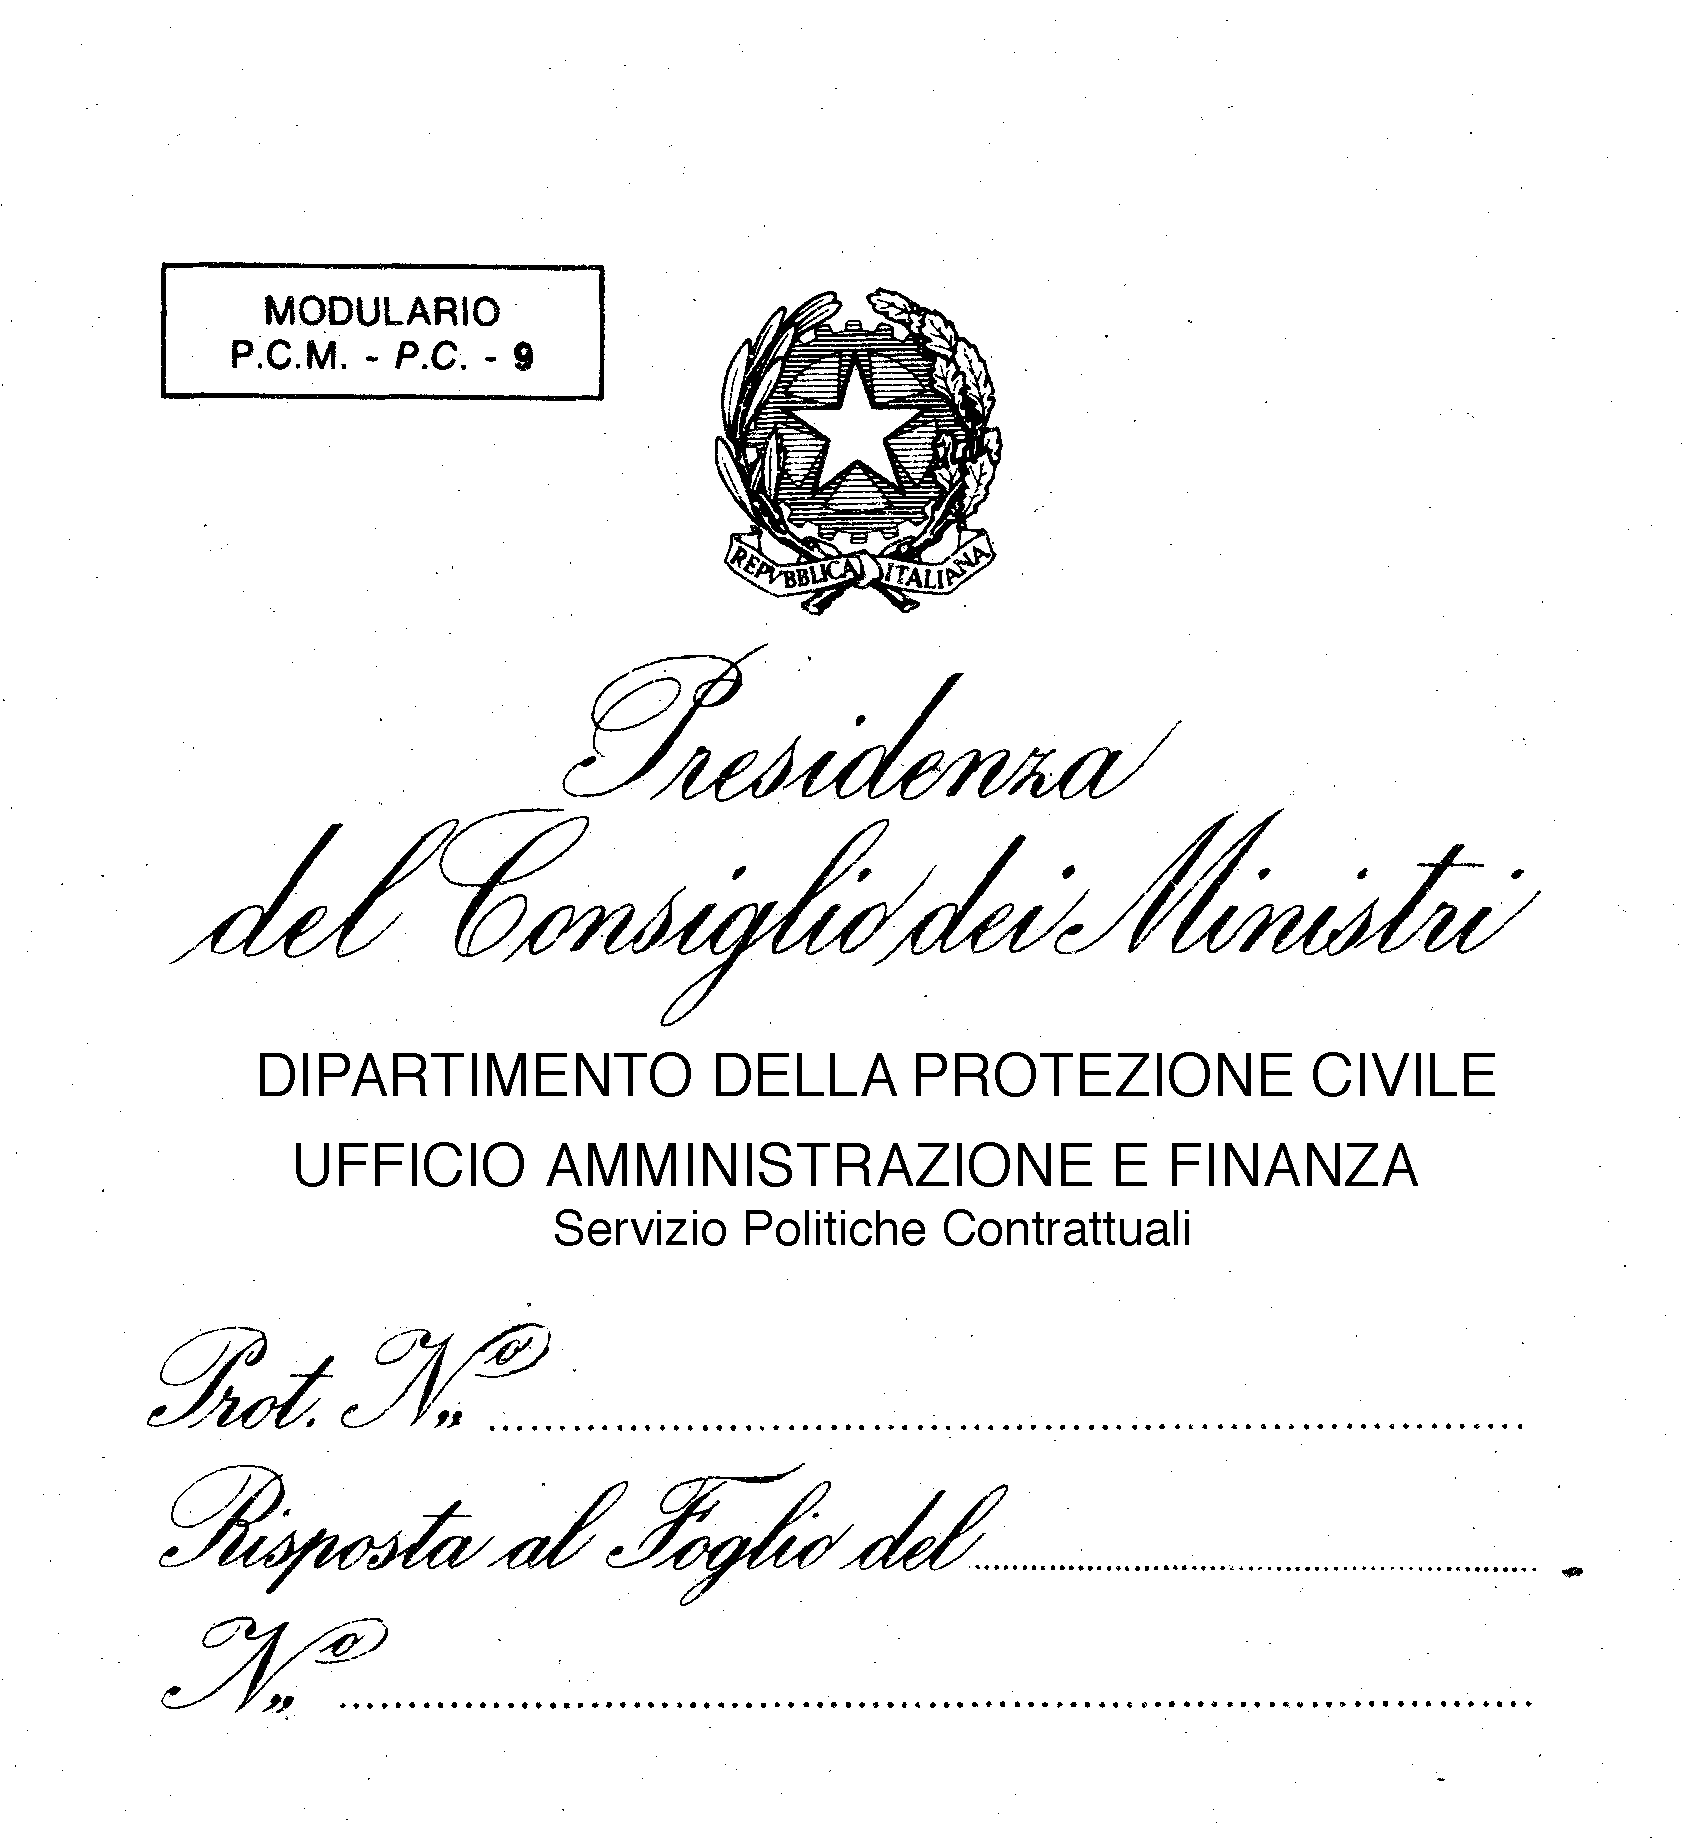 MODULARIO
P.C.M. - P.C. - 9
REPVBBLICA ITALIANA
Presidenza
del Consiglio dei Ministri
DIPARTIMENTO DELLA PROTEZIONE CIVILE
UFFICIO AMMINISTRAZIONE E FINANZA
Servizio Politiche Contrattuali
Prot. N.º
Risposta al Foglio del
N.º